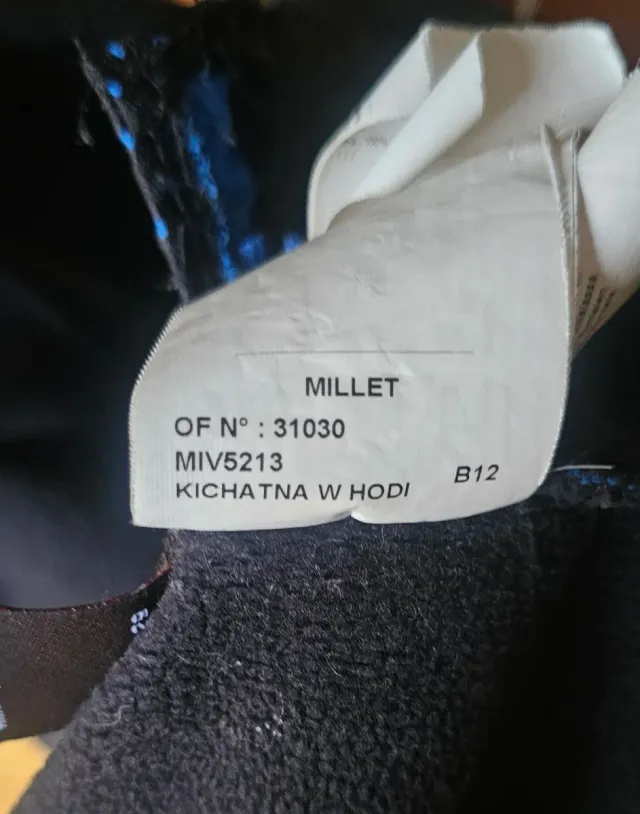 MILLET
OF N° : 31030
MIV5213
KICHATNA W HODI
B12